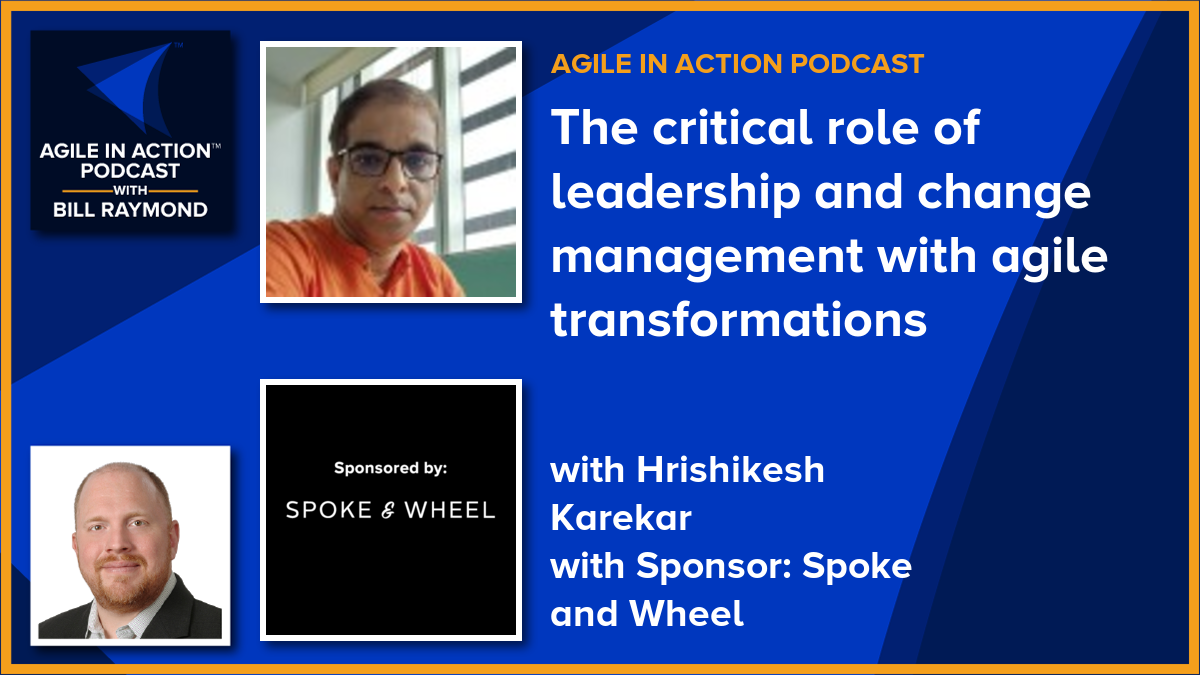 AGILE IN ACTION™
PODCAST
WITH
BILL RAYMOND
AGILE IN ACTION PODCAST
The critical role of
leadership and change
management with agile
transformations
Sponsored by:
SPOKE & WHEEL
with Hrishikesh
Karekar
with Sponsor: Spoke
and Wheel